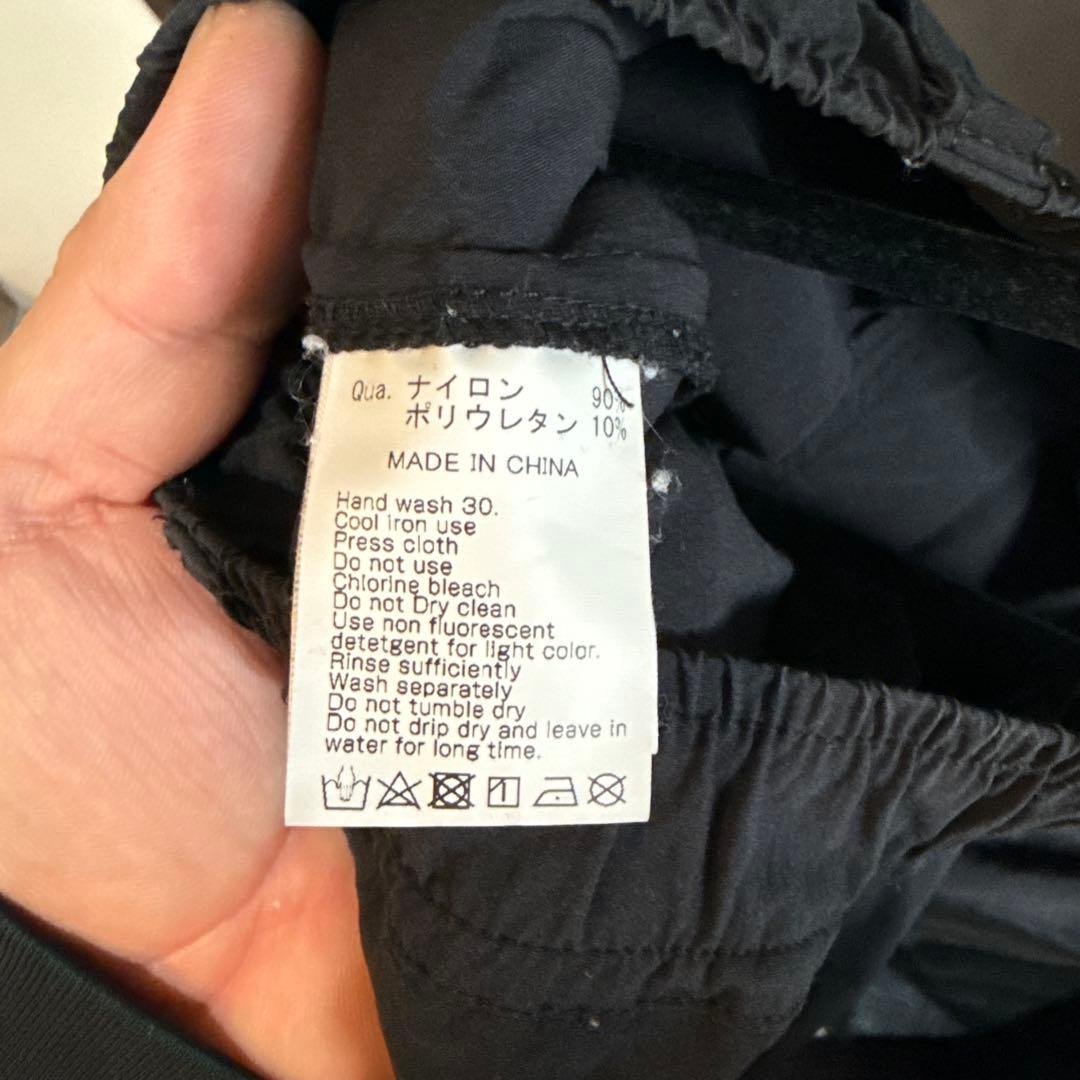 Qua. ナイロン 90%
ポリウレタン 10%
MADE IN CHINA
Hand wash 30.
Cool iron use
Press cloth
Do not use
Chlorine bleach
Do not Dry clean
Use non fluorescent
detetgent for light color.
Rinse sufficiently
Wash separately
Do not tumble dry
Do not drip dry and leave in
water for long time.